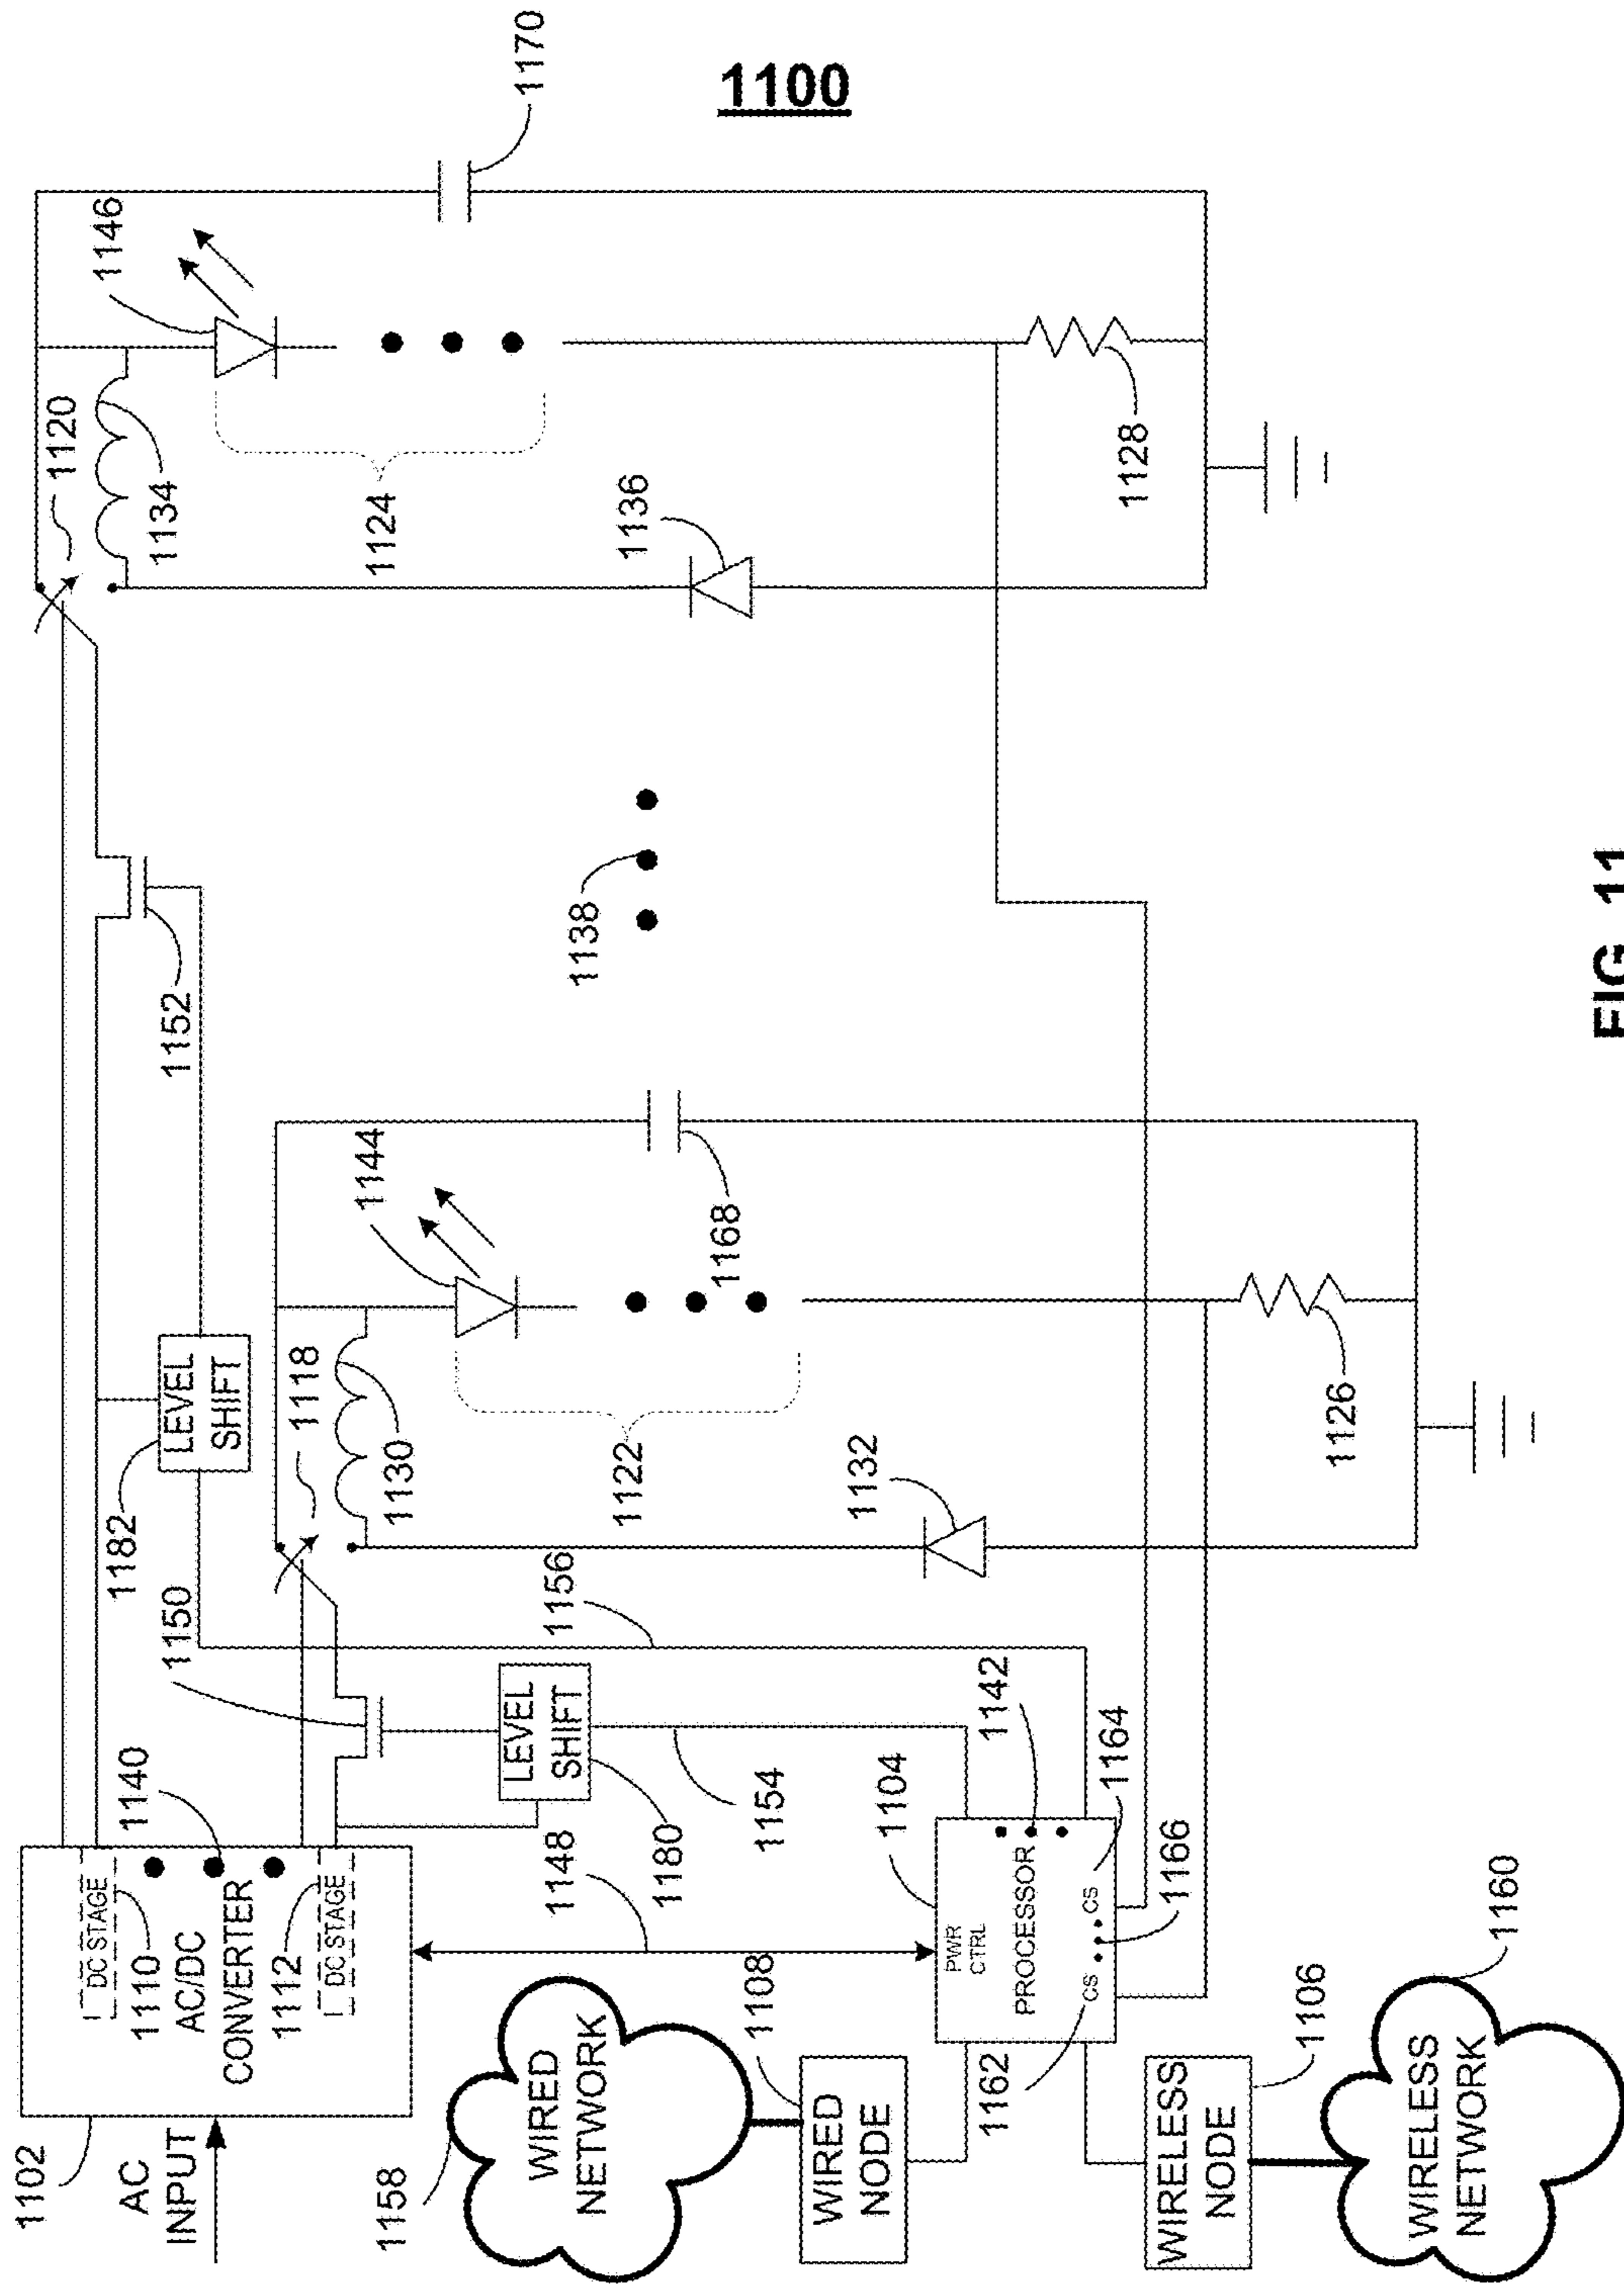 1100
1102
AC
INPUT
DC STAGE
1110
AC/DC
CONVERTER
1112
DC STAGE
1140
1150
1182
LEVEL
SHIFT
1152
1120
1134
1146
1170
1124
1136
1128
1138
1118
1130
1144
1168
1122
1132
1126
1156
LEVEL
SHIFT
1180
1154
1148
1104
1142
PWR
CTRL
PROCESSOR
CS
CS
1162
1164
1166
1158
WIRED
NETWORK
1108
WIRED
NODE
WIRELESS
NODE
1106
WIRELESS
NETWORK
1160
FIG. 11